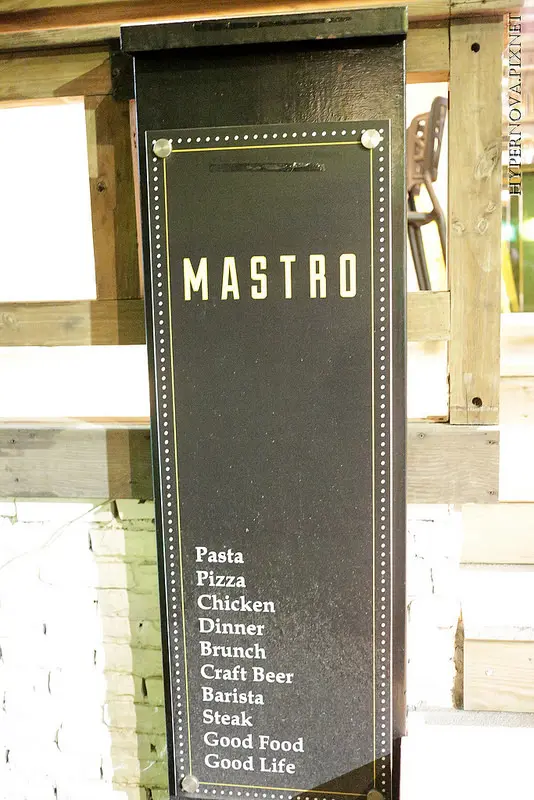 HYPERNOVA.PIXNET
MASTRO
Pasta
Pizza
Chicken
Dinner
Brunch
Craft Beer
Barista
Steak
Good Food
Good Life